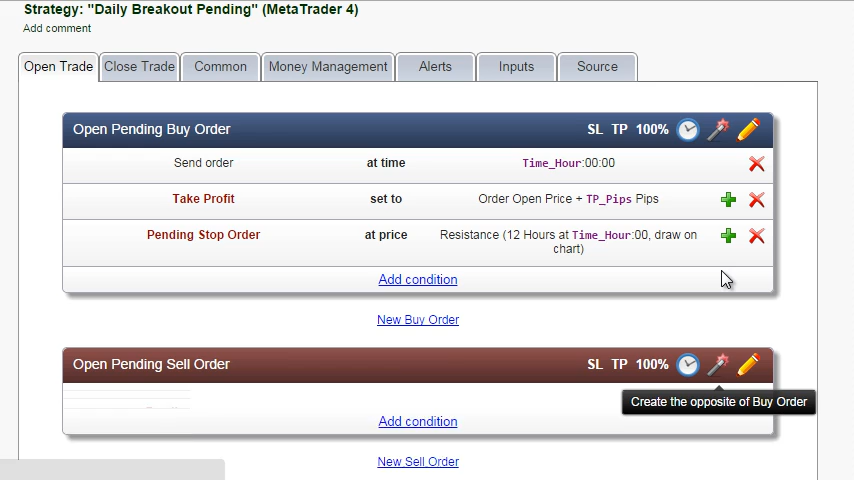 Strategy: "Daily Breakout Pending" (MetaTrader 4)
Add comment
Open Trade Close Trade Common Money Management Alerts Inputs Source
Open Pending Buy Order SL TP 100%
Send order at time Time_Hour:00:00
Take Profit set to Order Open Price + TP_Pips Pips
Pending Stop Order at price Resistance (12 Hours at Time_Hour:00, draw on
chart)
Add condition
New Buy Order
Open Pending Sell Order SL TP 100%
Create the opposite of Buy Order
Add condition
New Sell Order